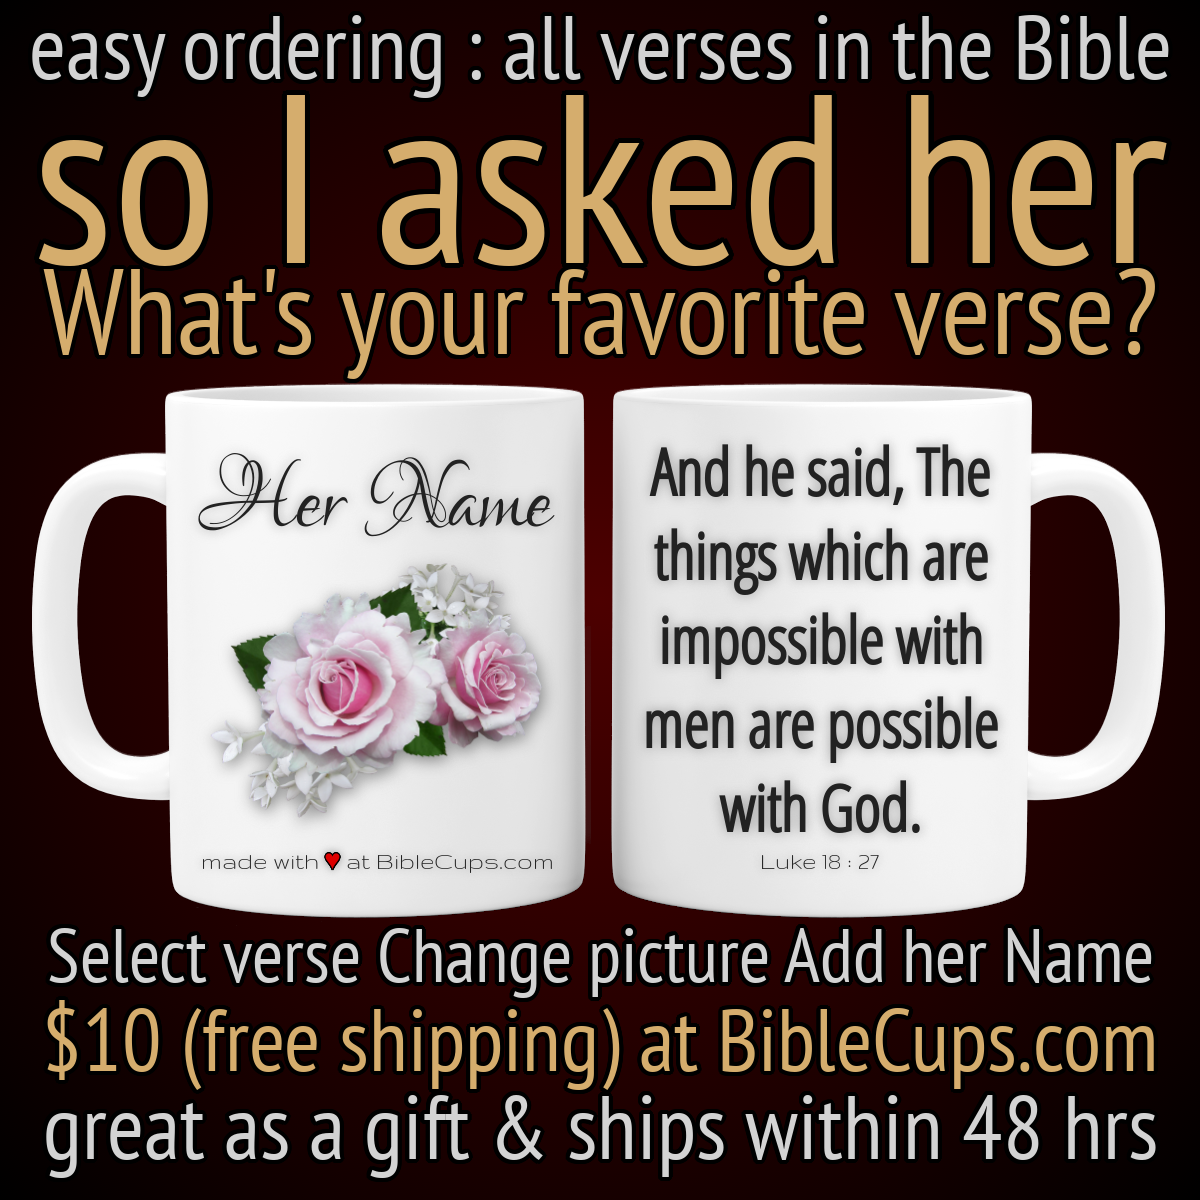 easy ordering : all verses in the Bible
so I asked her
What's your favorite verse?
Her Name
made with ❤ at BibleCups.com
And he said, The
things which are
impossible with
men are possible
with God.
Luke 18 : 27
Select verse Change picture Add her Name
$10 (free shipping) at BibleCups.com
great as a gift & ships within 48 hrs